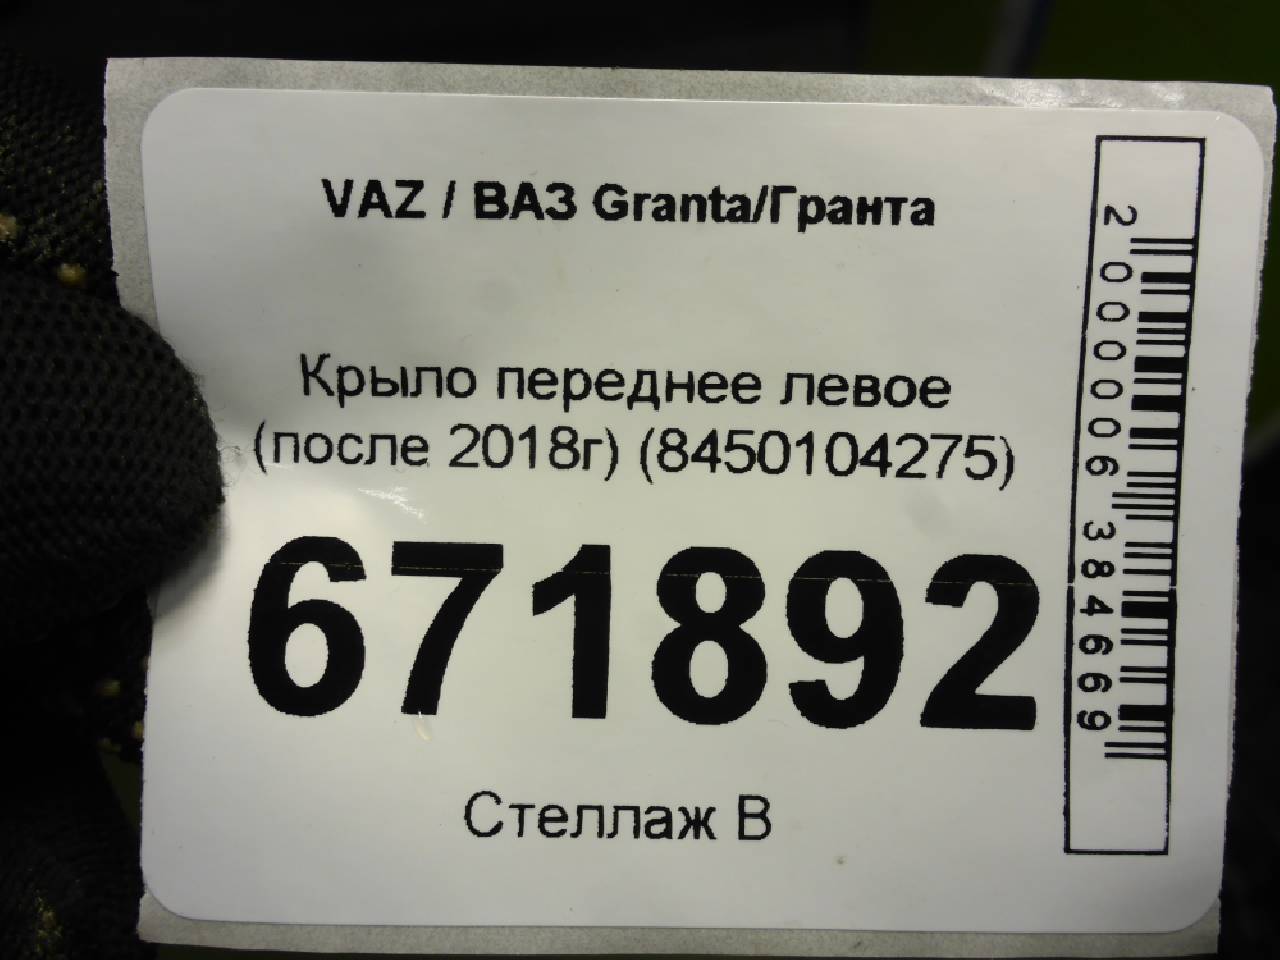 VAZ / ВАЗ Granta/Гранта
Крыло переднее левое
(после 2018г) (8450104275)
671892
Стеллаж В
2000006384669